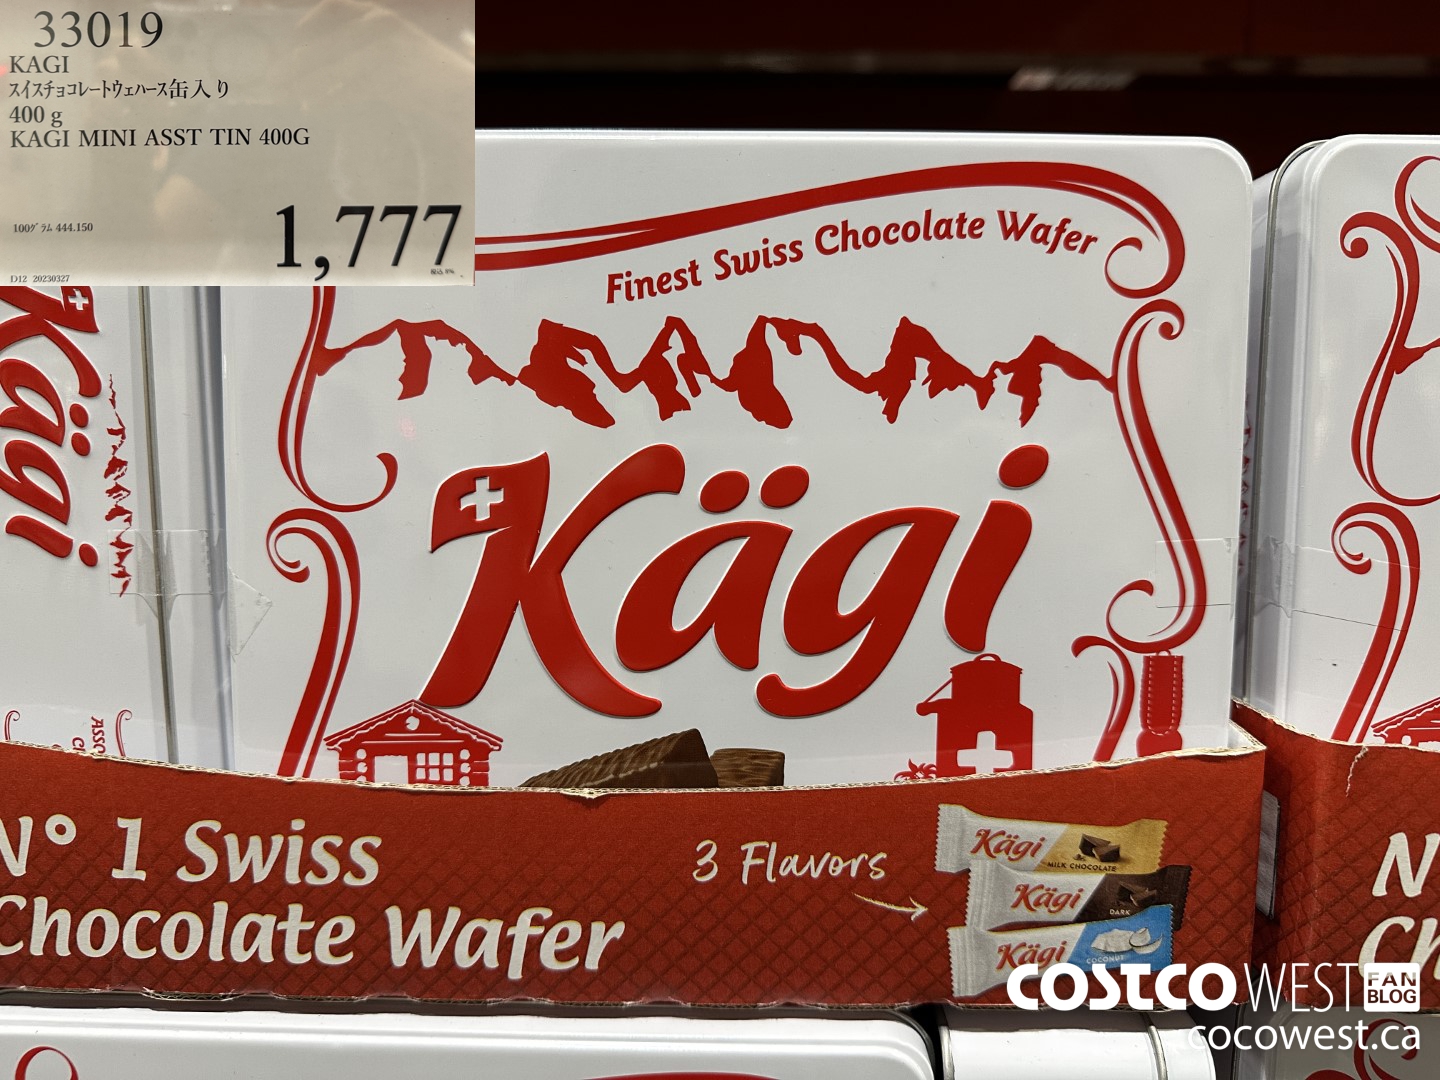 33019
KAGI
スイスチョコレートウェハース缶入り
400 g
KAGI MINI ASST TIN 400G
1,777
100グラム 444.150
D12 20230327
Finest Swiss Chocolate Wafer
Kägi
Kägi
N° 1 Swiss
Chocolate Wafer
3 Flavors
Kägi
MILK CHOCOLATE
Kägi
DARK
Kägi
COCONUT
N
Ch
COSTCO WEST FAN BLOG
cocowest.ca